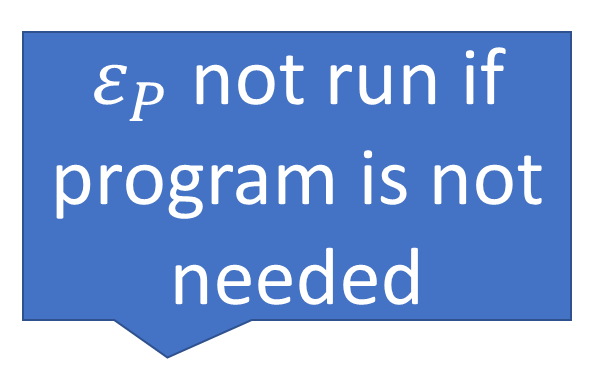 𝜀_P not run if
program is not
needed